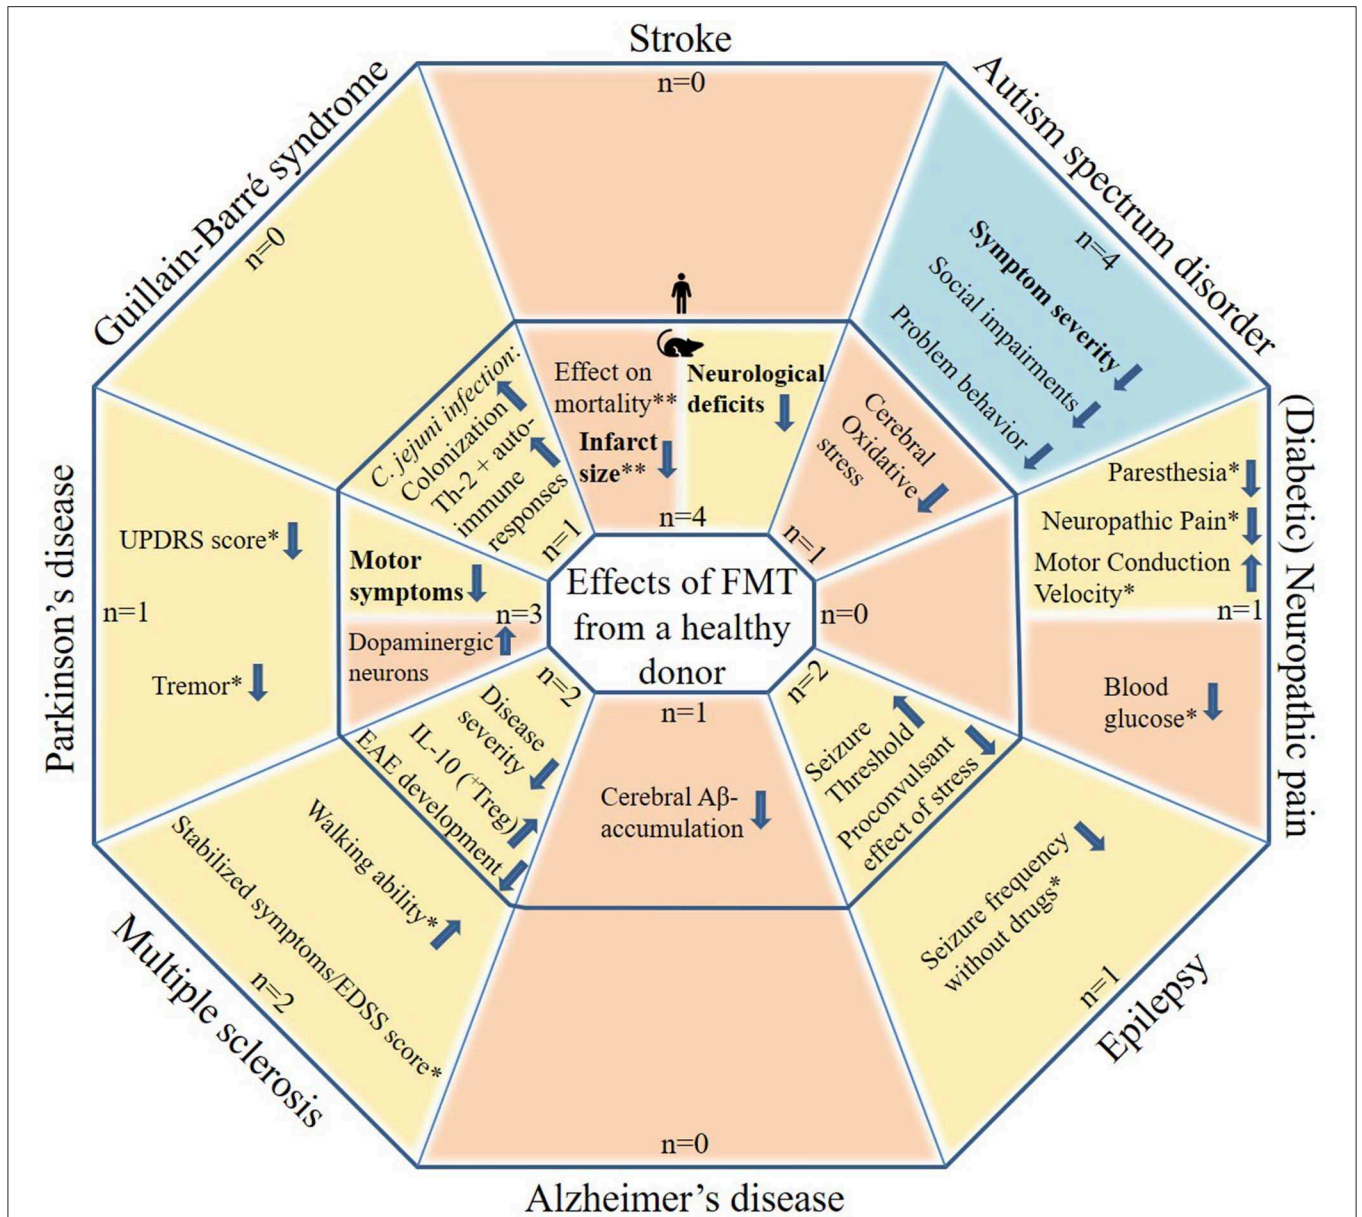 Stroke
n=0
Autism spectrum disorder
n=4
Symptom severity
Social impairments
Problem behavior
Cerebral
Oxidative
stress
n=1
(Diabetic) Neuropathic pain
Paresthesia*
Neuropathic Pain*
Motor Conduction
Velocity*
n=1
Blood
glucose*
n=0
Epilepsy
n=1
Seizure frequency
without drugs*
n=2
Seizure
Threshold
Proconvulsant
effect of stress
Alzheimer’s disease
n=0
n=1
Cerebral Aβ-
accumulation
Multiple sclerosis
n=2
Stabilized symptoms/EDSS score*
Walking ability*
n=2
Disease
severity
IL-10 (⁺Treg)
EAE development
Parkinson’s disease
n=1
UPDRS score*
Tremor*
Motor
symptoms
n=3
Dopaminergic
neurons
Guillain-Barré syndrome
n=0
C. jejuni infection:
Colonization
Th-2 + auto-
immune
responses
n=1
Effect on
mortality**
Infarct
size**
Neurological
deficits
n=4
Effects of FMT
from a healthy
donor